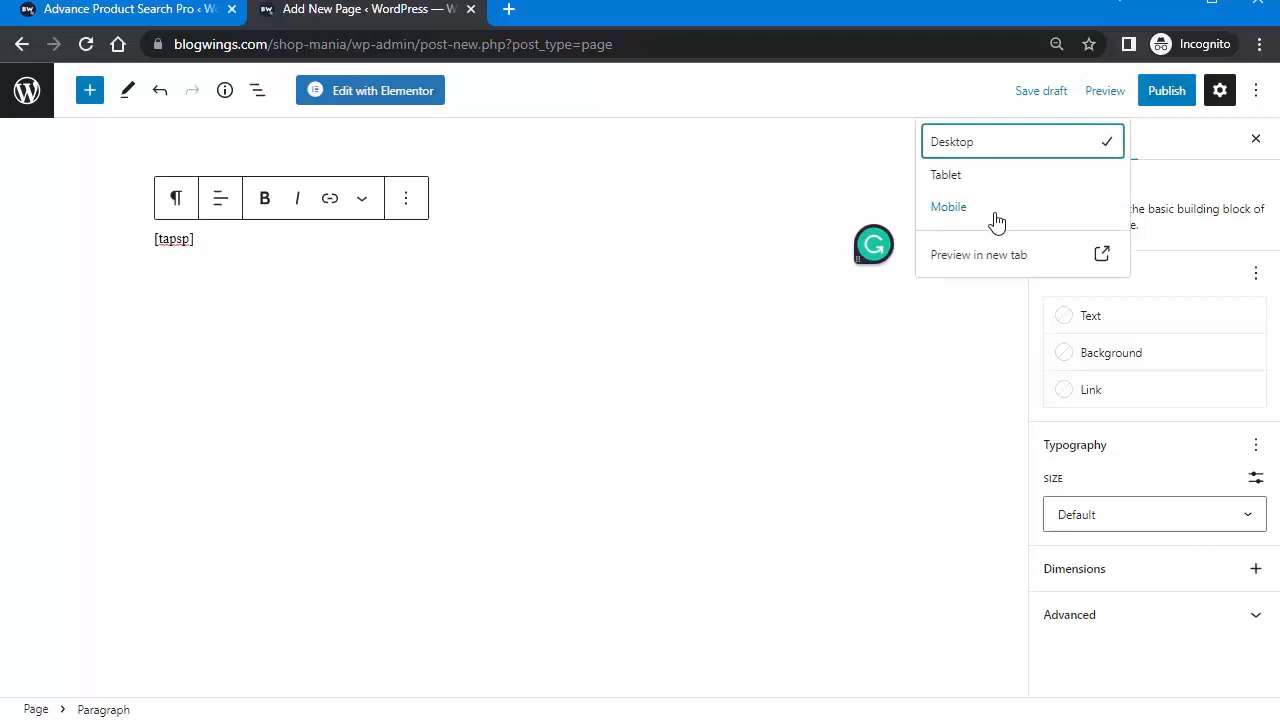 Advance Product Search Pro ‹ Wo
Add New Page ‹ WordPress — W
blogwings.com/shop-mania/wp-admin/post-new.php?post_type=page
Incognito
Edit with Elementor
Save draft
Preview
Publish
Desktop
Tablet
Mobile
Preview in new tab
the basic building block of
e.
[tapsp]
Text
Background
Link
Typography
SIZE
Default
Dimensions
Advanced
Page
Paragraph